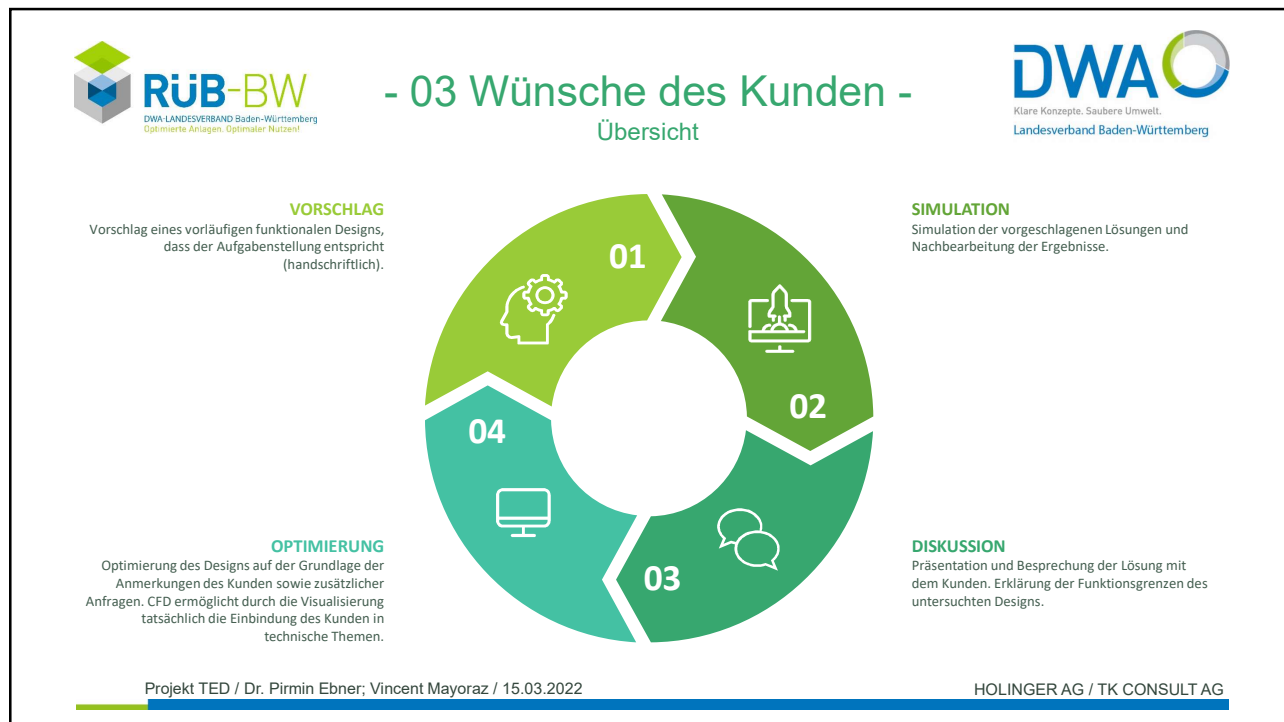 RÜB-BW
DWA-LANDESVERBAND Baden-Württemberg
Optimierte Anlagen. Optimaler Nutzen!
- 03 Wünsche des Kunden -
Übersicht
DWA
Klare Konzepte. Saubere Umwelt.
Landesverband Baden-Württemberg
VORSCHLAG
Vorschlag eines vorläufigen funktionalen Designs,
dass der Aufgabenstellung entspricht
(handschriftlich).
01
SIMULATION
Simulation der vorgeschlagenen Lösungen und
Nachbearbeitung der Ergebnisse.
02
DISKUSSION
Präsentation und Besprechung der Lösung mit
dem Kunden. Erklärung der Funktionsgrenzen des
untersuchten Designs.
03
OPTIMIERUNG
Optimierung des Designs auf der Grundlage der
Anmerkungen des Kunden sowie zusätzlicher
Anfragen. CFD ermöglicht durch die Visualisierung
tatsächlich die Einbindung des Kunden in
technische Themen.
04
Projekt TED / Dr. Pirmin Ebner; Vincent Mayoraz / 15.03.2022
HOLINGER AG / TK CONSULT AG